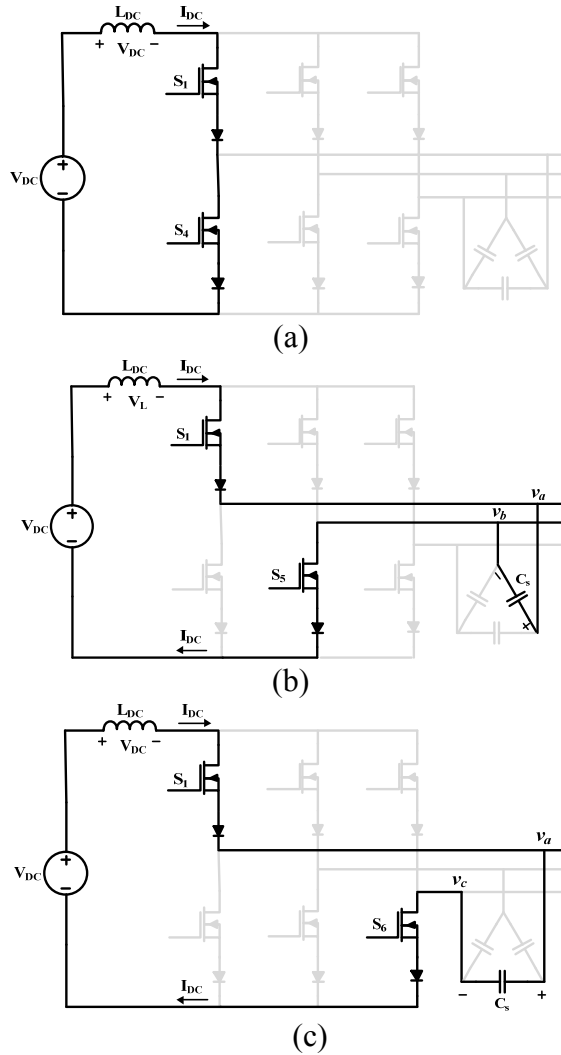 L_DC I_DC
+ V_DC −
S_1
V_DC + −
S_4
(a)
L_DC I_DC
+ V_L −
S_1
v_a
v_b
V_DC + −
S_5
− C_s +
I_DC
(b)
L_DC I_DC
+ V_DC −
S_1
v_a
V_DC + −
v_c
S_6
I_DC
− C_s +
(c)